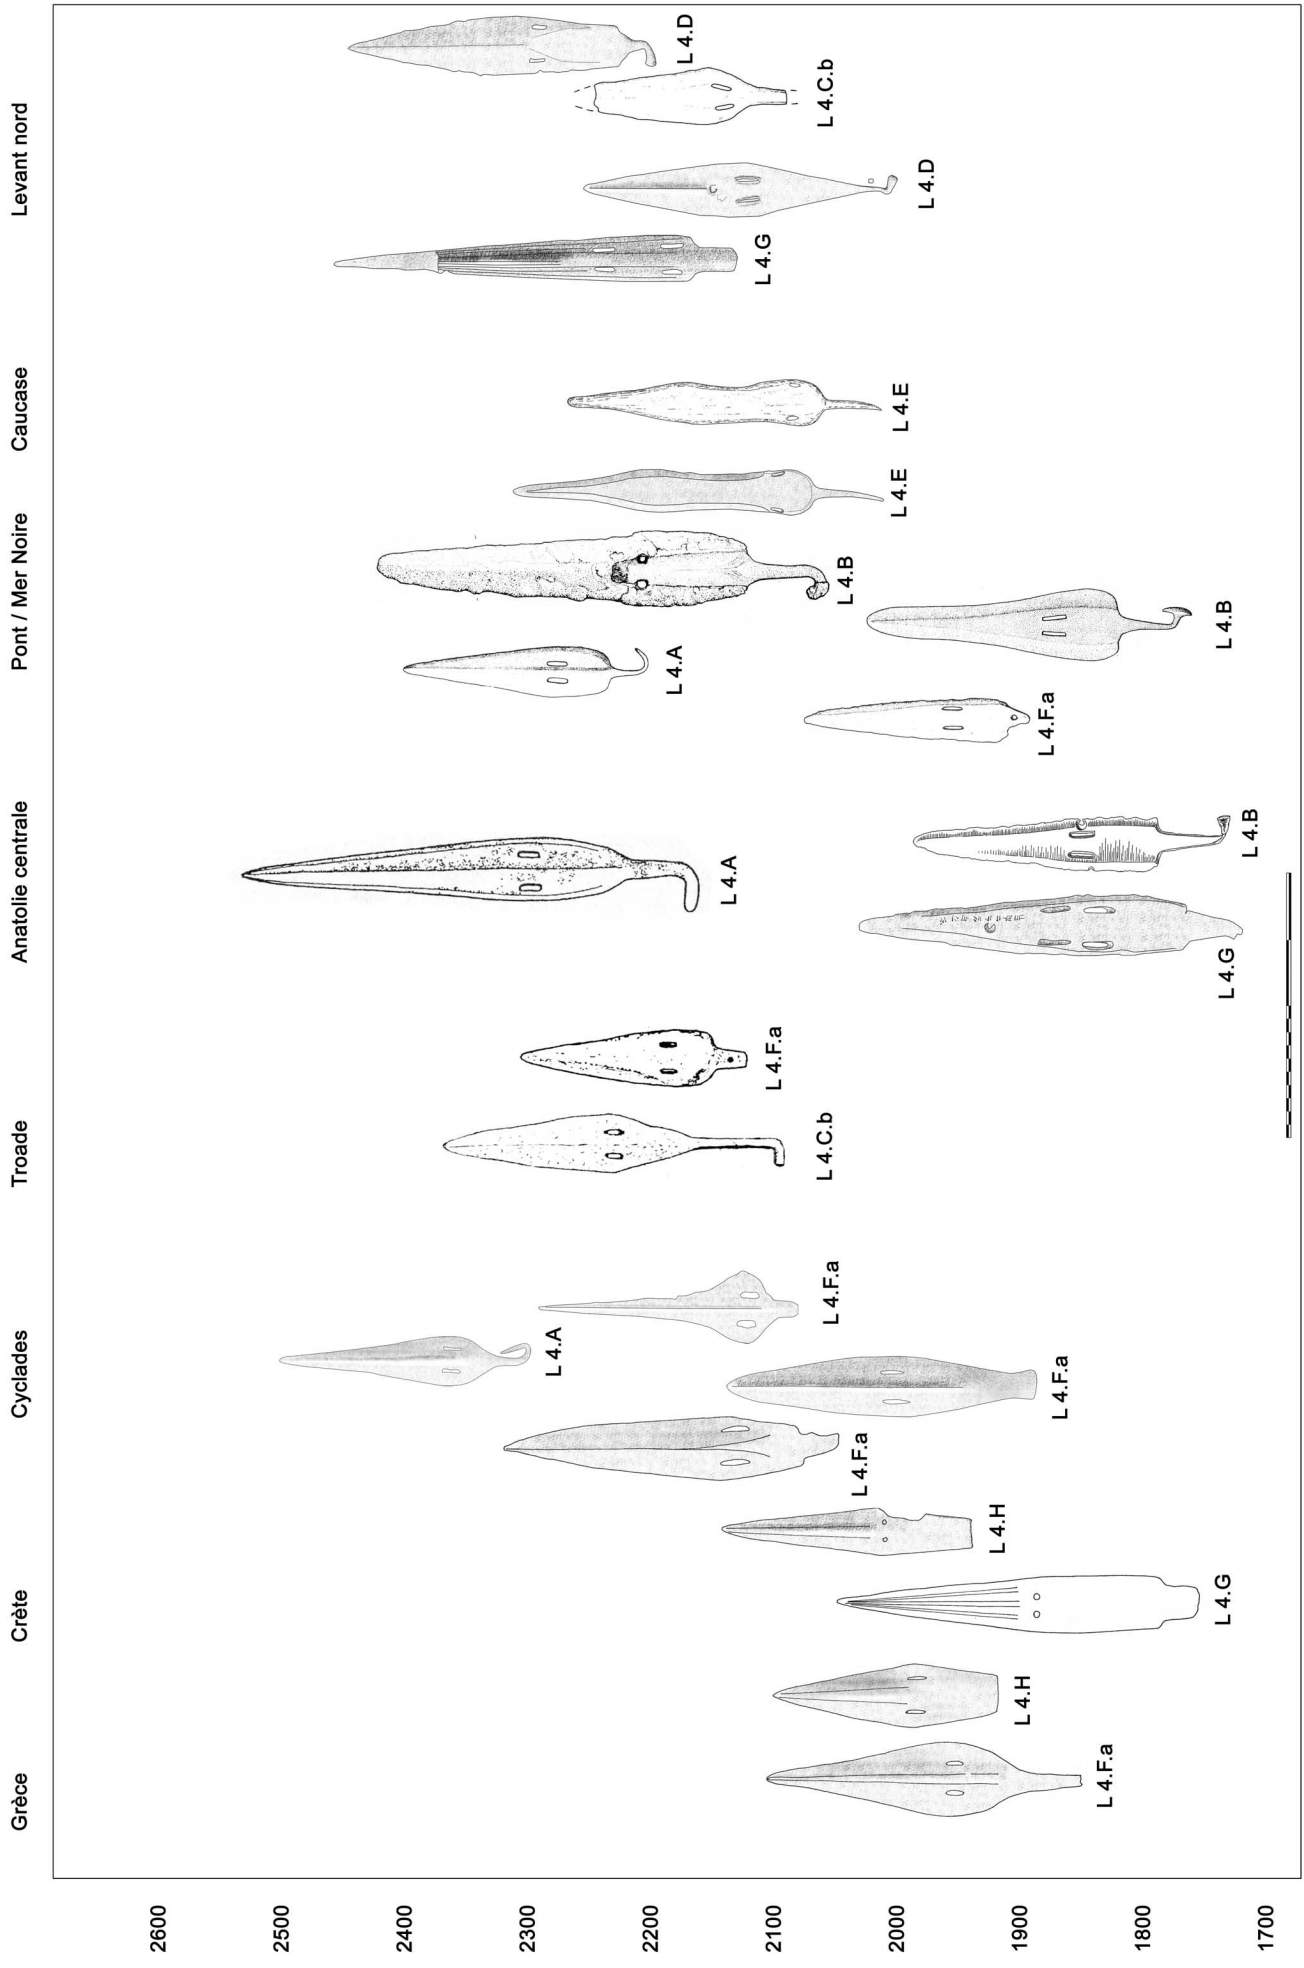 Grèce
Crète
Cyclades
Troade
Anatolie centrale
Pont / Mer Noire
Caucase
Levant nord
2600
2500
2400
2300
2200
2100
2000
1900
1800
1700
L 4.F.a
L 4.H
L 4.G
L 4.H
L 4.F.a
L 4.F.a
L 4.A
L 4.F.a
L 4.C.b
L 4.F.a
L 4.G
L 4.A
L 4.B
L 4.F.a
L 4.A
L 4.B
L 4.B
L 4.E
L 4.E
L 4.G
L 4.D
L 4.C.b
L 4.D